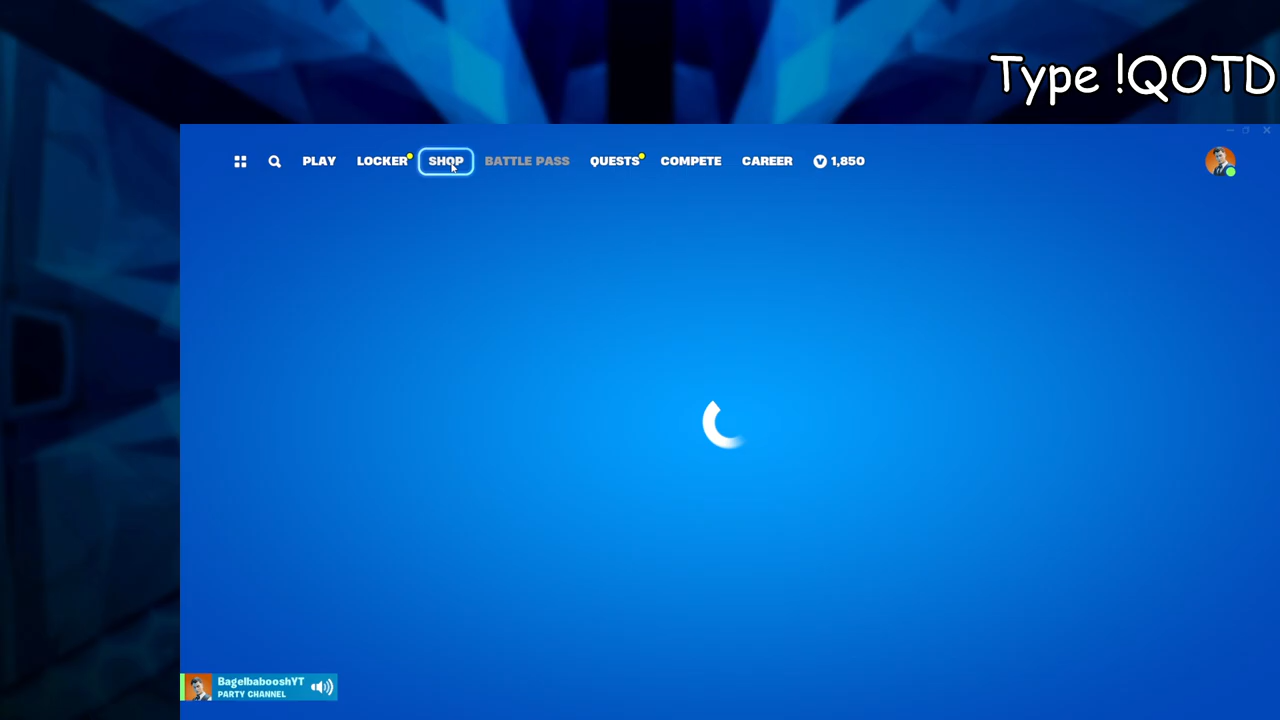 Type !QOTD
PLAY LOCKER SHOP BATTLE PASS QUESTS COMPETE CAREER 1,850
BagelbabooshYT
PARTY CHANNEL